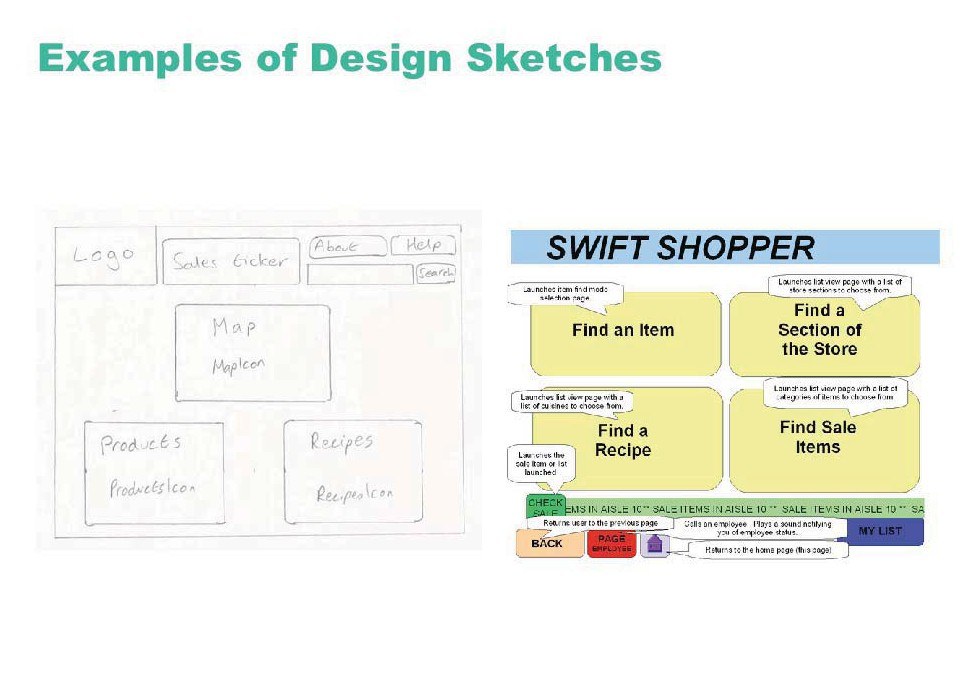 Examples of Design Sketches
Logo
Sales ticker
About
Help
Search
Map
MapIcon
Products
ProductsIcon
Recipes
RecipesIcon
SWIFT SHOPPER
Launches item find mode
selection page.
Find an Item
Launches list view page with a list of
store sections to choose from.
Find a
Section of
the Store
Launches list view page with a
list of cuisines to choose from.
Find a
Recipe
Launches list view page with a list of
categories of items to choose from
Find Sale
Items
Launches the
sale item or list
launched
CHECK
SALE
EMS IN AISLE 10** SALE ITEMS IN AISLE 10 ** SALE ITEMS IN AISLE 10 ** SA
Returns user to the previous page
Calls an employee. Plays a sound notifying
you of employee status.
BACK
PAGE
EMPLOYEE
MY LIST
Returns to the home page (this page)